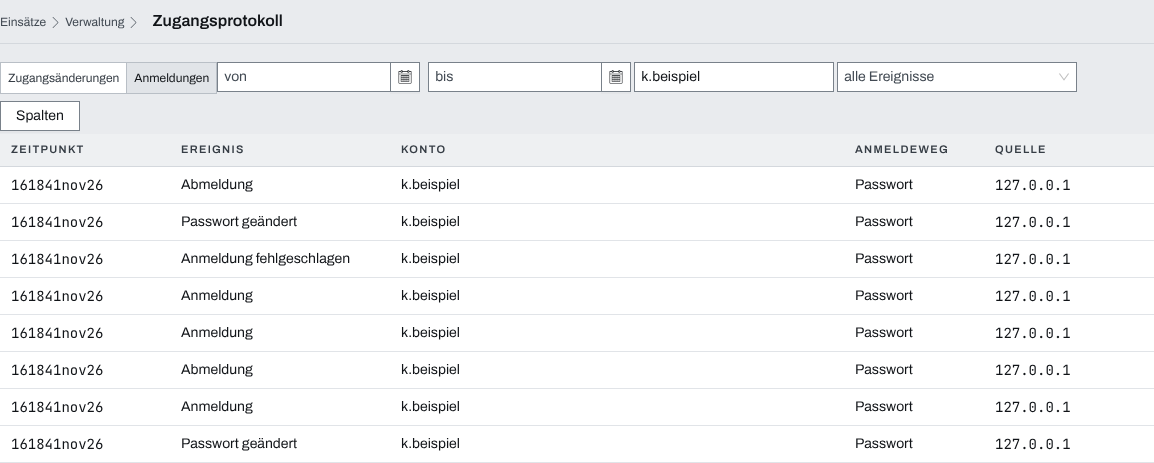 Einsätze > Verwaltung > Zugangsprotokoll
Zugangsänderungen Anmeldungen von bis k.beispiel alle Ereignisse
Spalten
ZEITPUNKT EREIGNIS KONTO ANMELDEWEG QUELLE
161841nov26 Abmeldung k.beispiel Passwort 127.0.0.1
161841nov26 Passwort geändert k.beispiel Passwort 127.0.0.1
161841nov26 Anmeldung fehlgeschlagen k.beispiel Passwort 127.0.0.1
161841nov26 Anmeldung k.beispiel Passwort 127.0.0.1
161841nov26 Anmeldung k.beispiel Passwort 127.0.0.1
161841nov26 Abmeldung k.beispiel Passwort 127.0.0.1
161841nov26 Anmeldung k.beispiel Passwort 127.0.0.1
161841nov26 Passwort geändert k.beispiel Passwort 127.0.0.1